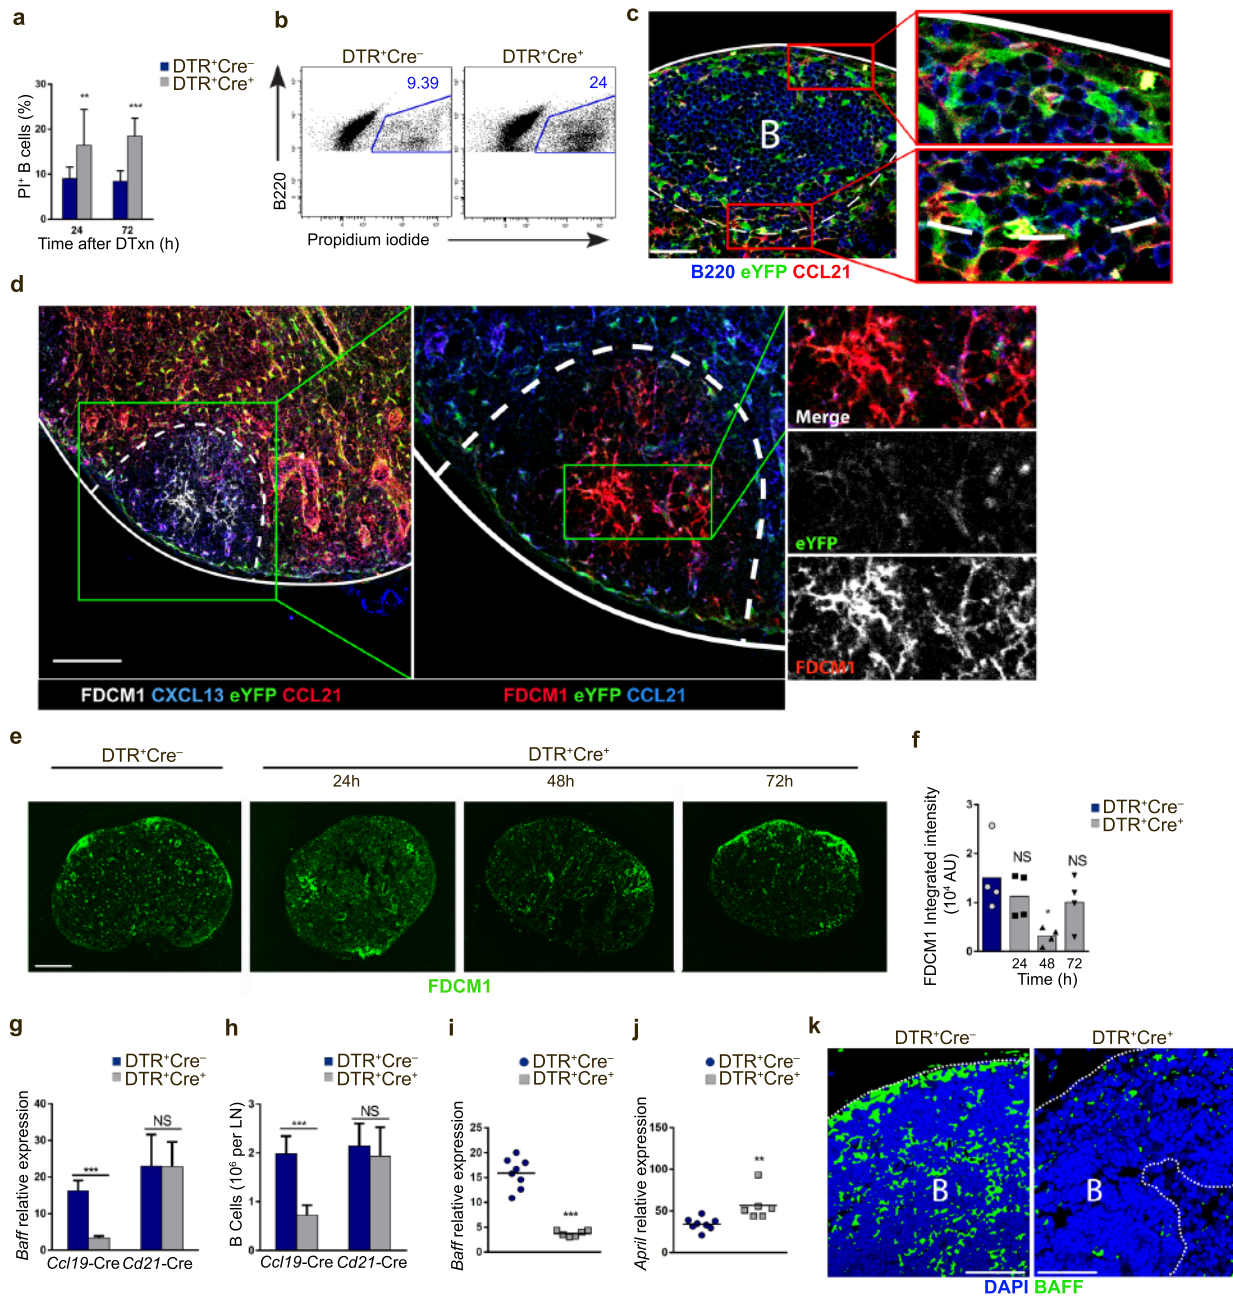 a
DTR⁺Cre⁻
DTR⁺Cre⁺
PI⁺ B cells (%)
30
20
10
0
**
***
24
72
Time after DTxn (h)
b
DTR⁺Cre⁻
DTR⁺Cre⁺
9.39
24
B220
Propidium iodide
c
B
B220 eYFP CCL21
d
FDCM1 CXCL13 eYFP CCL21
FDCM1 eYFP CCL21
Merge
eYFP
FDCM1
e
DTR⁺Cre⁻
DTR⁺Cre⁺
24h
48h
72h
FDCM1
f
DTR⁺Cre⁻
DTR⁺Cre⁺
FDCM1 Integrated intensity
(10⁴ AU)
3
2
1
0
NS
*
NS
24
48
72
Time (h)
g
DTR⁺Cre⁻
DTR⁺Cre⁺
Baff relative expression
40
30
20
10
0
***
NS
Ccl19-Cre
Cd21-Cre
h
DTR⁺Cre⁻
DTR⁺Cre⁺
B Cells (10⁶ per LN)
3
2
1
0
***
NS
Ccl19-Cre
Cd21-Cre
i
DTR⁺Cre⁻
DTR⁺Cre⁺
Baff relative expression
25
20
15
10
5
0
***
j
DTR⁺Cre⁻
DTR⁺Cre⁺
April relative expression
150
100
50
0
**
k
DTR⁺Cre⁻
DTR⁺Cre⁺
B
B
DAPI BAFF